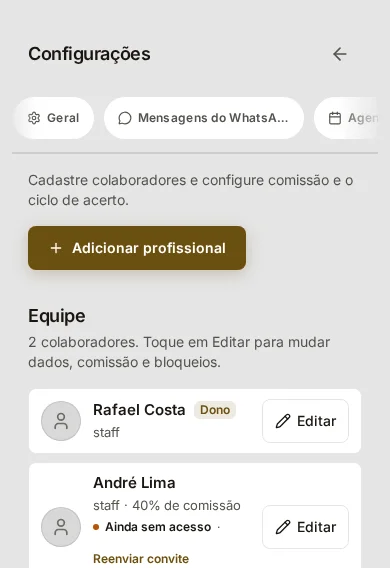 Configurações
Geral
Mensagens do WhatsA...
Agen
Cadastre colaboradores e configure comissão e o
ciclo de acerto.
Adicionar profissional
Equipe
2 colaboradores. Toque em Editar para mudar
dados, comissão e bloqueios.
Rafael Costa Dono
staff
Editar
André Lima
staff · 40% de comissão
Ainda sem acesso ·
Editar
Reenviar convite